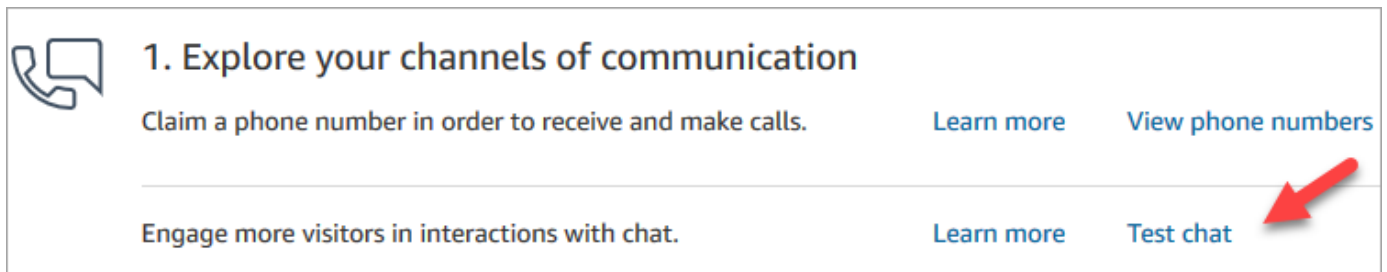 1. Explore your channels of communication
Claim a phone number in order to receive and make calls. Learn more View phone numbers
Engage more visitors in interactions with chat. Learn more Test chat